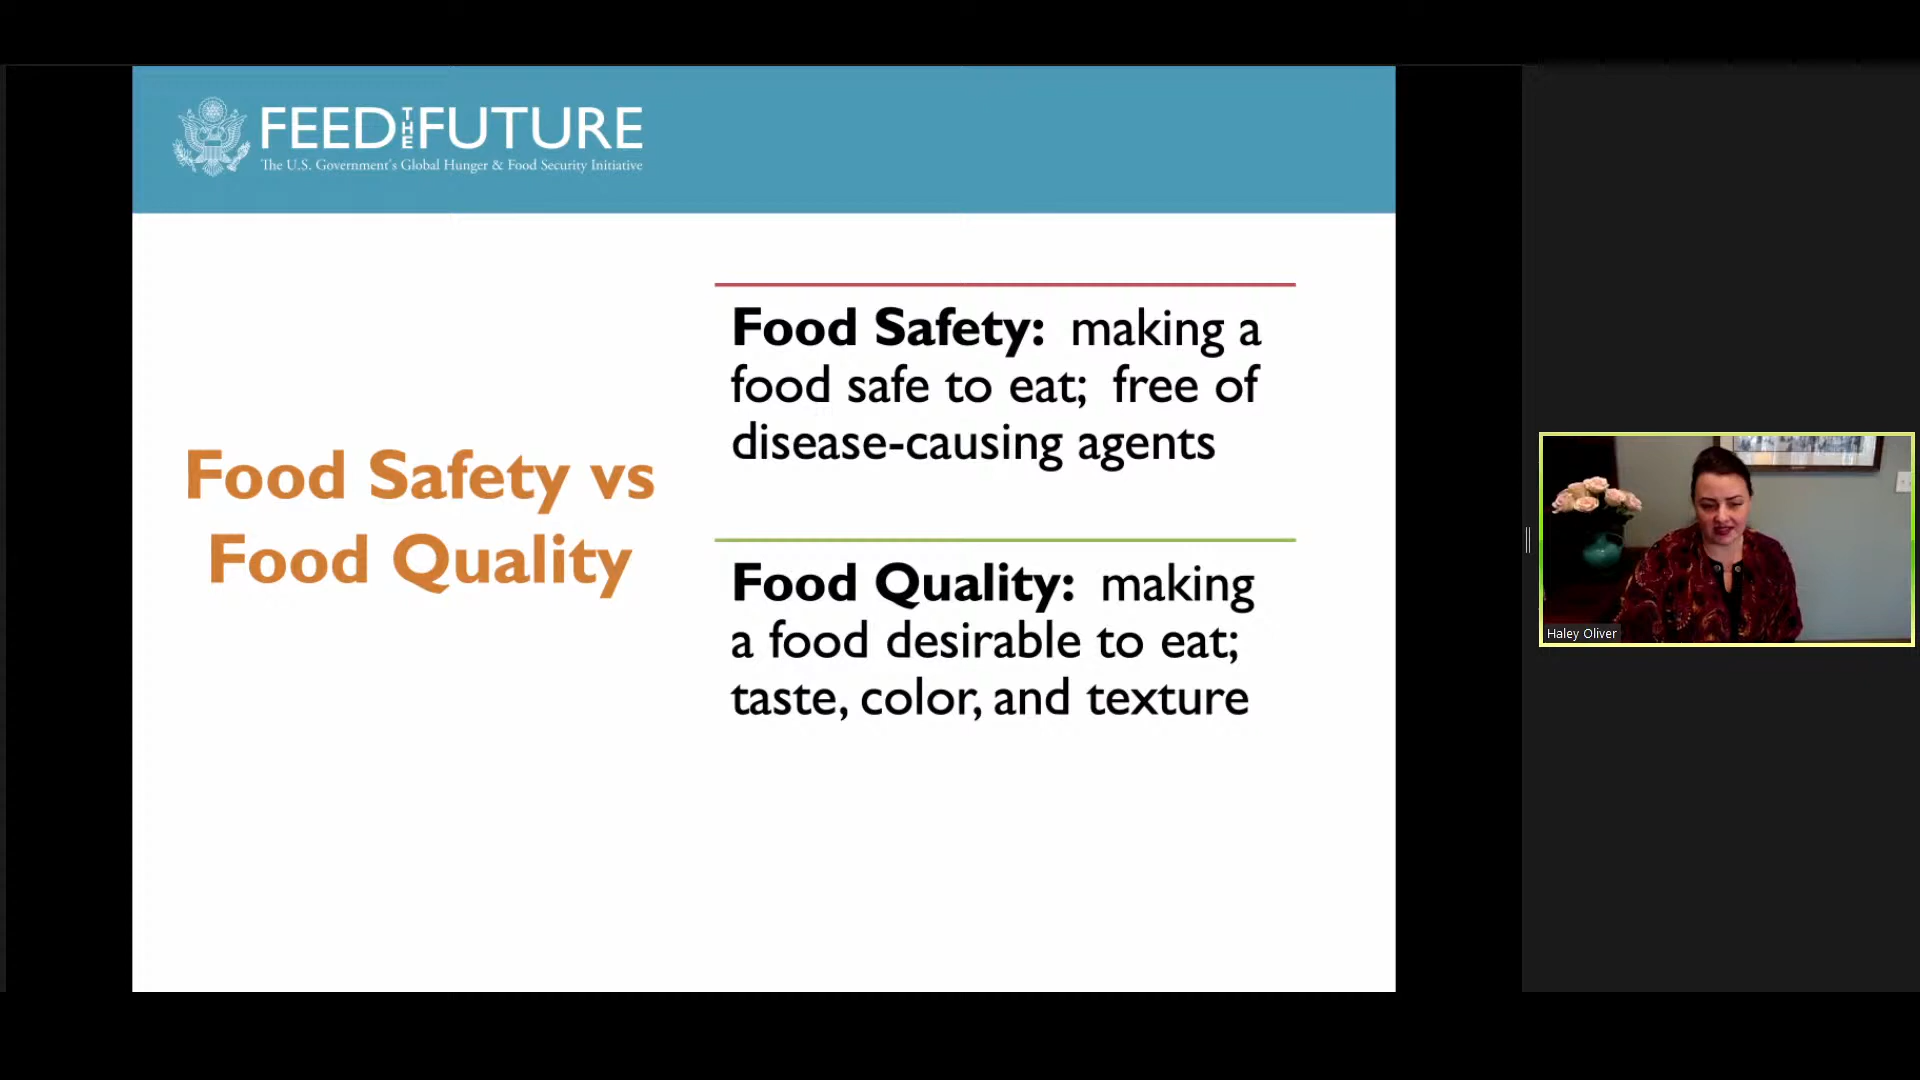 FEED THE FUTURE
The U.S. Government's Global Hunger & Food Security Initiative
Food Safety vs
Food Quality
Food Safety: making a
food safe to eat; free of
disease-causing agents
Food Quality: making
a food desirable to eat;
taste, color, and texture
Haley Oliver